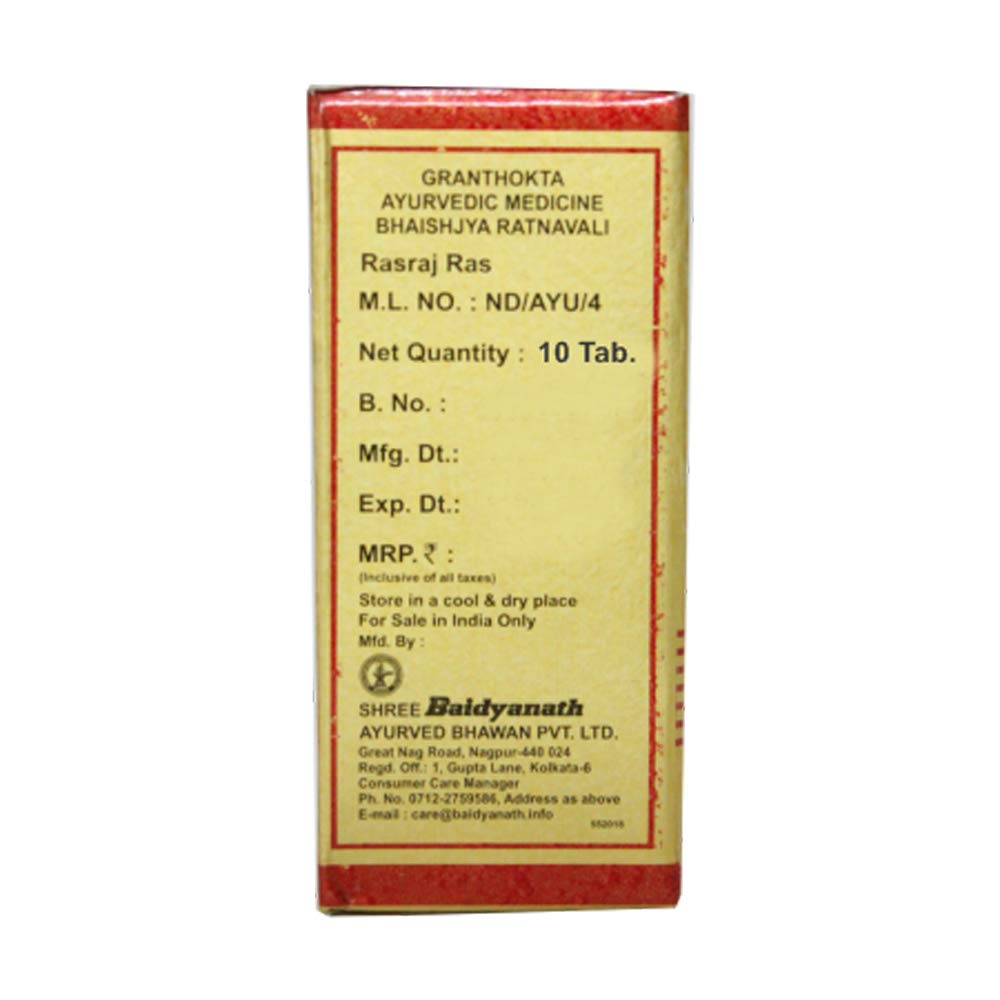 GRANTHOKTA
AYURVEDIC MEDICINE
BHAISHJYA RATNAVALI
Rasraj Ras
M.L. NO. : ND/AYU/4
Net Quantity : 10 Tab.
B. No. :
Mfg. Dt.:
Exp. Dt.:
MRP. ₹ :
(Inclusive of all taxes)
Store in a cool & dry place
For Sale in India Only
Mfd. By :
SHREE Baidyanath
AYURVED BHAWAN PVT. LTD.
Great Nag Road, Nagpur-440 024
Regd. Off.: 1, Gupta Lane, Kolkata-6
Consumer Care Manager
Ph. No. 0712-2759586, Address as above
E-mail : care@baidyanath.info